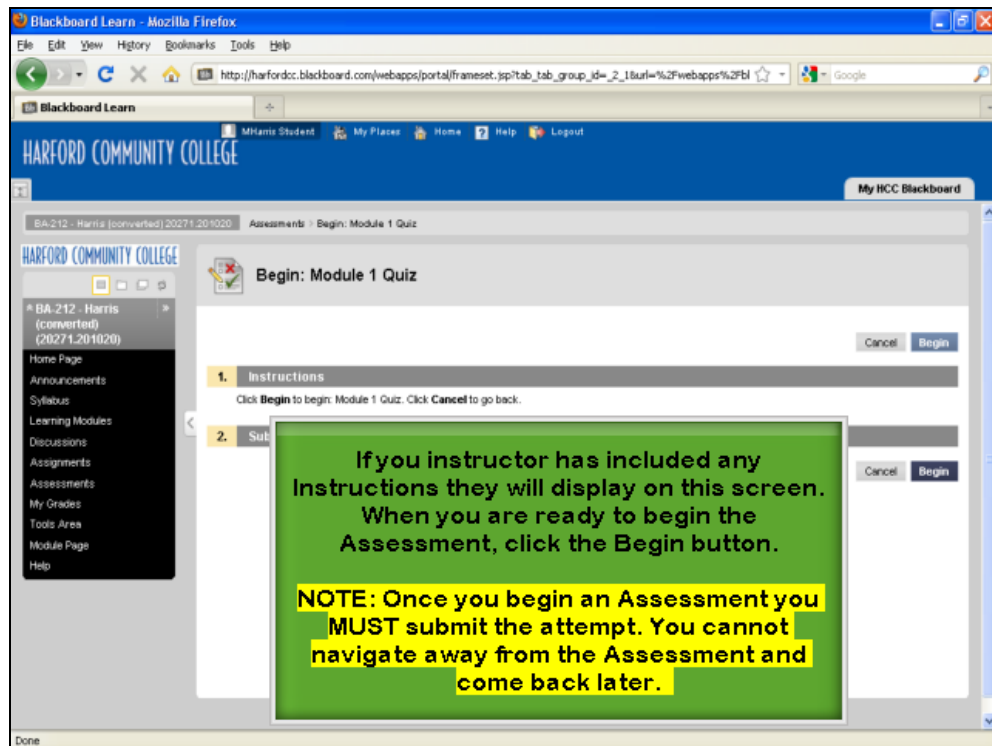 Blackboard Learn - Mozilla Firefox
File Edit View History Bookmarks Tools Help
http://harfordcc.blackboard.com/webapps/portal/frameset.jsp?tab_tab_group_id=_2_1&url=%2Fwebapps%2Fbl
Google
Blackboard Learn
MHarris Student My Places Home Help Logout
HARFORD COMMUNITY COLLEGE
My HCC Blackboard
BA-212 - Harris (converted) 20271.201020 Assessments > Begin: Module 1 Quiz
HARFORD COMMUNITY COLLEGE
Begin: Module 1 Quiz
BA-212 - Harris
(converted)
(20271.201020)
Home Page
Announcements
Syllabus
Learning Modules
Discussions
Assignments
Assessments
My Grades
Tools Area
Module Page
Help
Cancel Begin
1. Instructions
Click Begin to begin: Module 1 Quiz. Click Cancel to go back.
2. Sub
Cancel Begin
If you instructor has included any
Instructions they will display on this screen.
When you are ready to begin the
Assessment, click the Begin button.
NOTE: Once you begin an Assessment you
MUST submit the attempt. You cannot
navigate away from the Assessment and
come back later.
Done